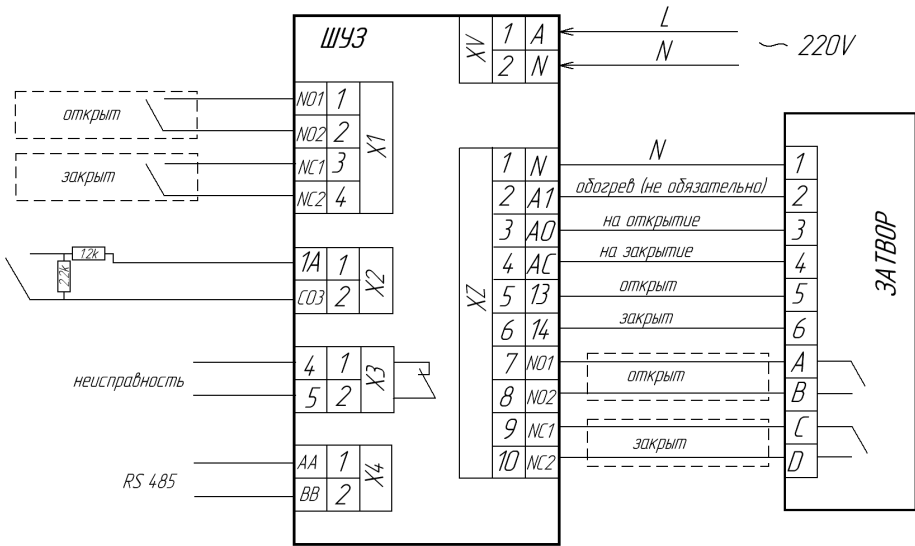 ШУЗ
XV
1 A
2 N
L
N
~ 220V
открыт
закрыт
NO1 1
NO2 2
NC1 3
NC2 4
X1
12k
2.2k
1A 1
CO3 2
X2
неисправность
4 1
5 2
X3
RS 485
AA 1
BB 2
X4
XZ
1 N
2 A1
3 AO
4 AC
5 13
6 14
7 NO1
8 NO2
9 NC1
10 NC2
N
обогрев (не обязательно)
на открытие
на закрытие
открыт
закрыт
открыт
закрыт
1
2
3
4
5
6
A
B
C
D
ЗАТВОР